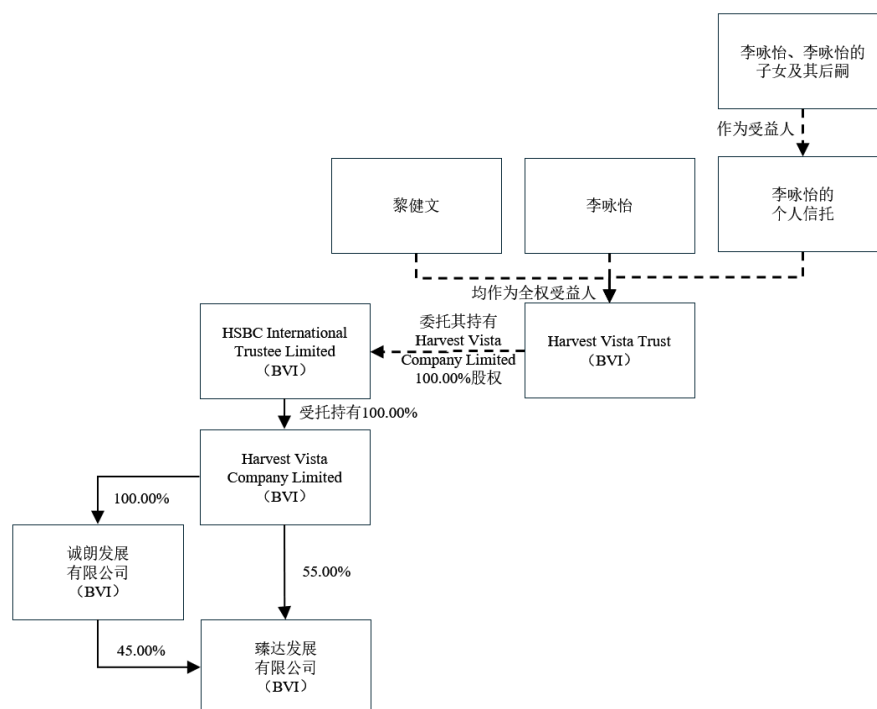 李咏怡、李咏怡的
子女及其后嗣
作为受益人
黎健文
李咏怡
李咏怡的
个人信托
均作为全权受益人
HSBC International
Trustee Limited
（BVI）
委托其持有
Harvest Vista
Company Limited
100.00%股权
Harvest Vista Trust
（BVI）
受托持有100.00%
Harvest Vista
Company Limited
（BVI）
100.00%
诚朗发展
有限公司
（BVI）
55.00%
45.00%
臻达发展
有限公司
（BVI）